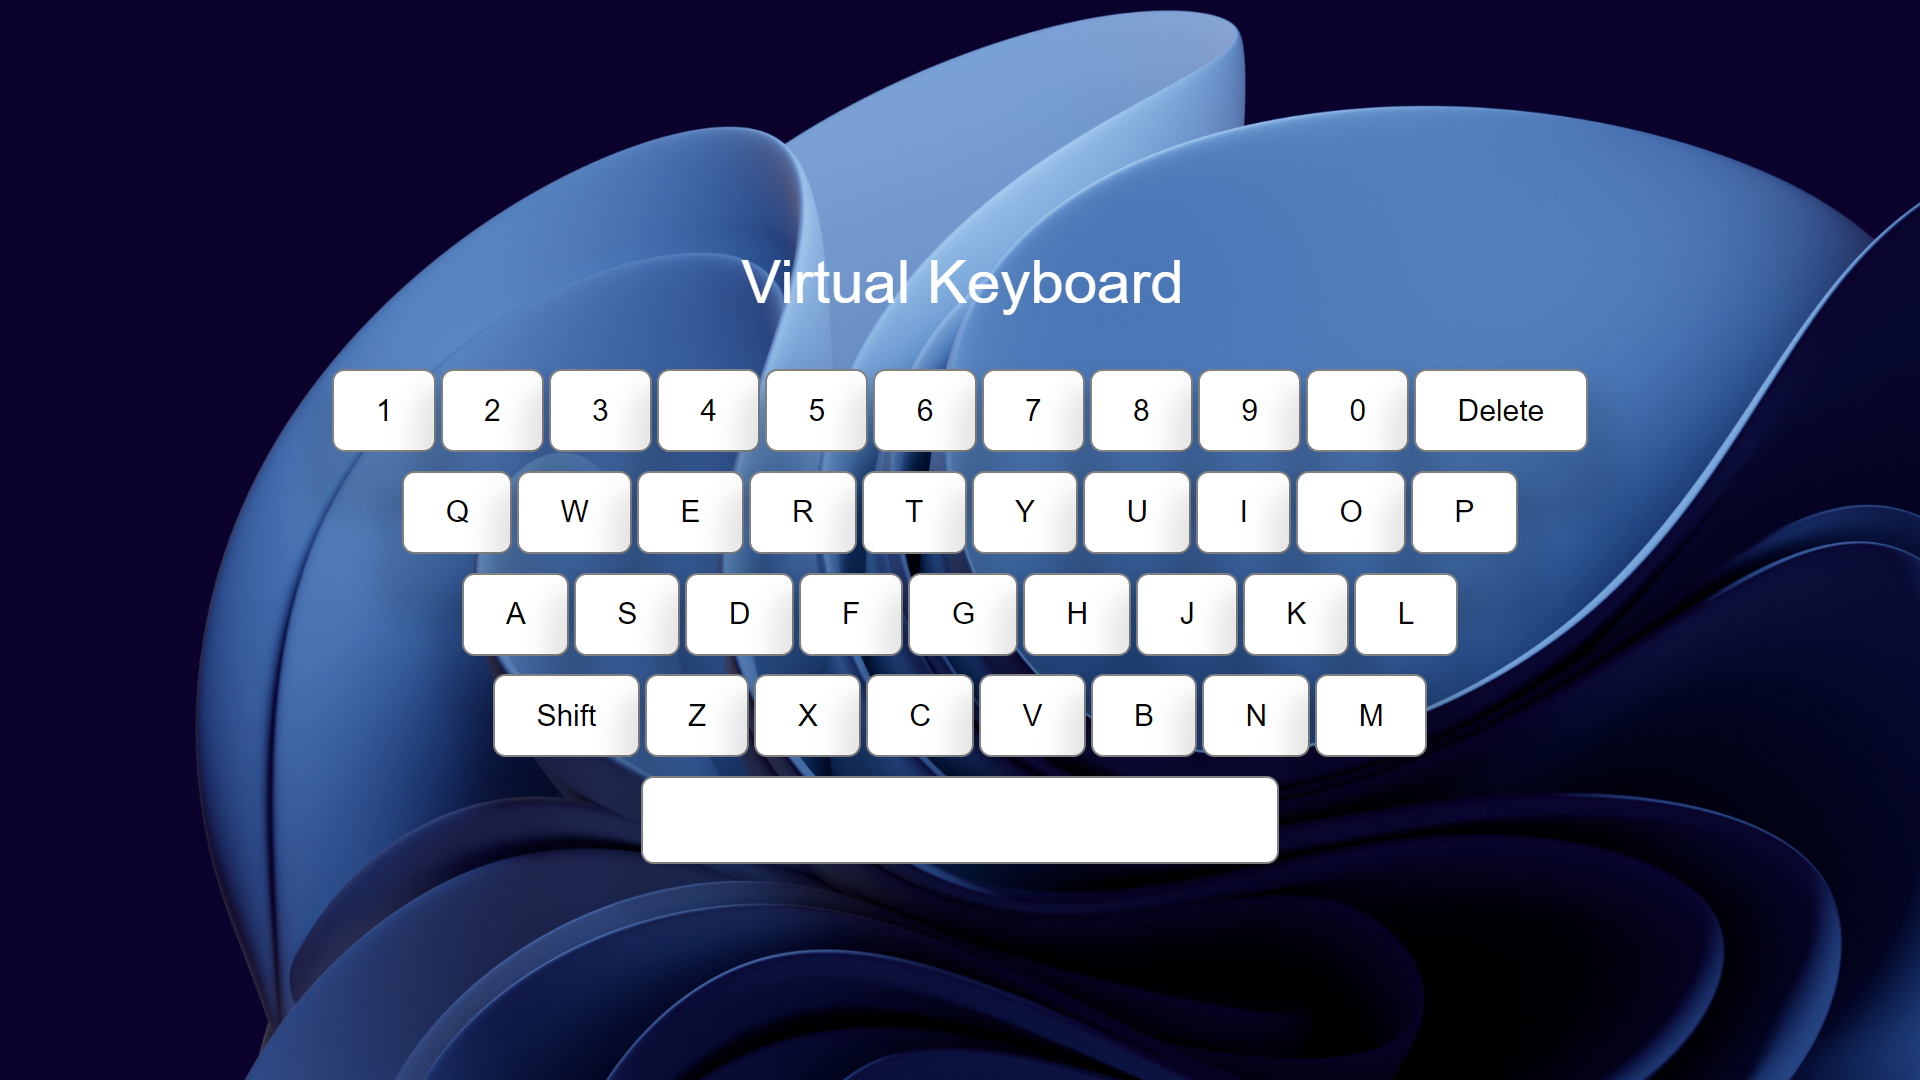 Virtual Keyboard
1 2 3 4 5 6 7 8 9 0 Delete
Q W E R T Y U I O P
A S D F G H J K L
Shift Z X C V B N M